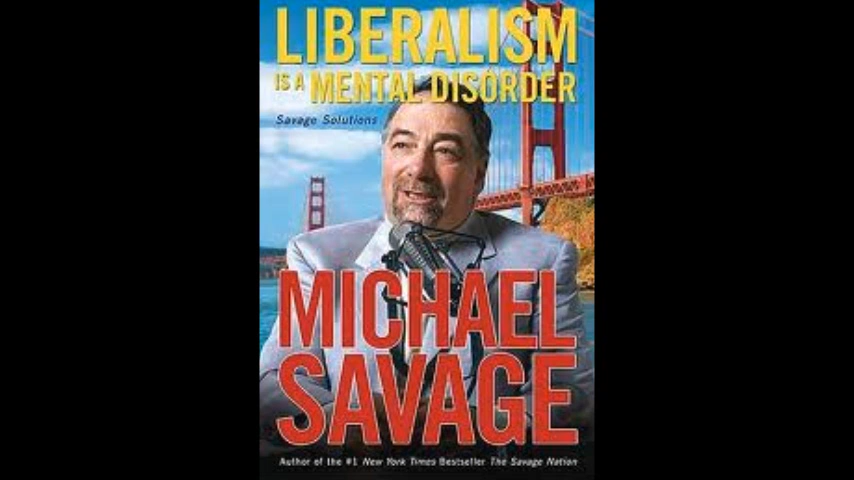 LIBERALISM
IS A MENTAL DISORDER
Savage Solutions
MICHAEL
SAVAGE
Author of the #1 New York Times Bestseller The Savage Nation